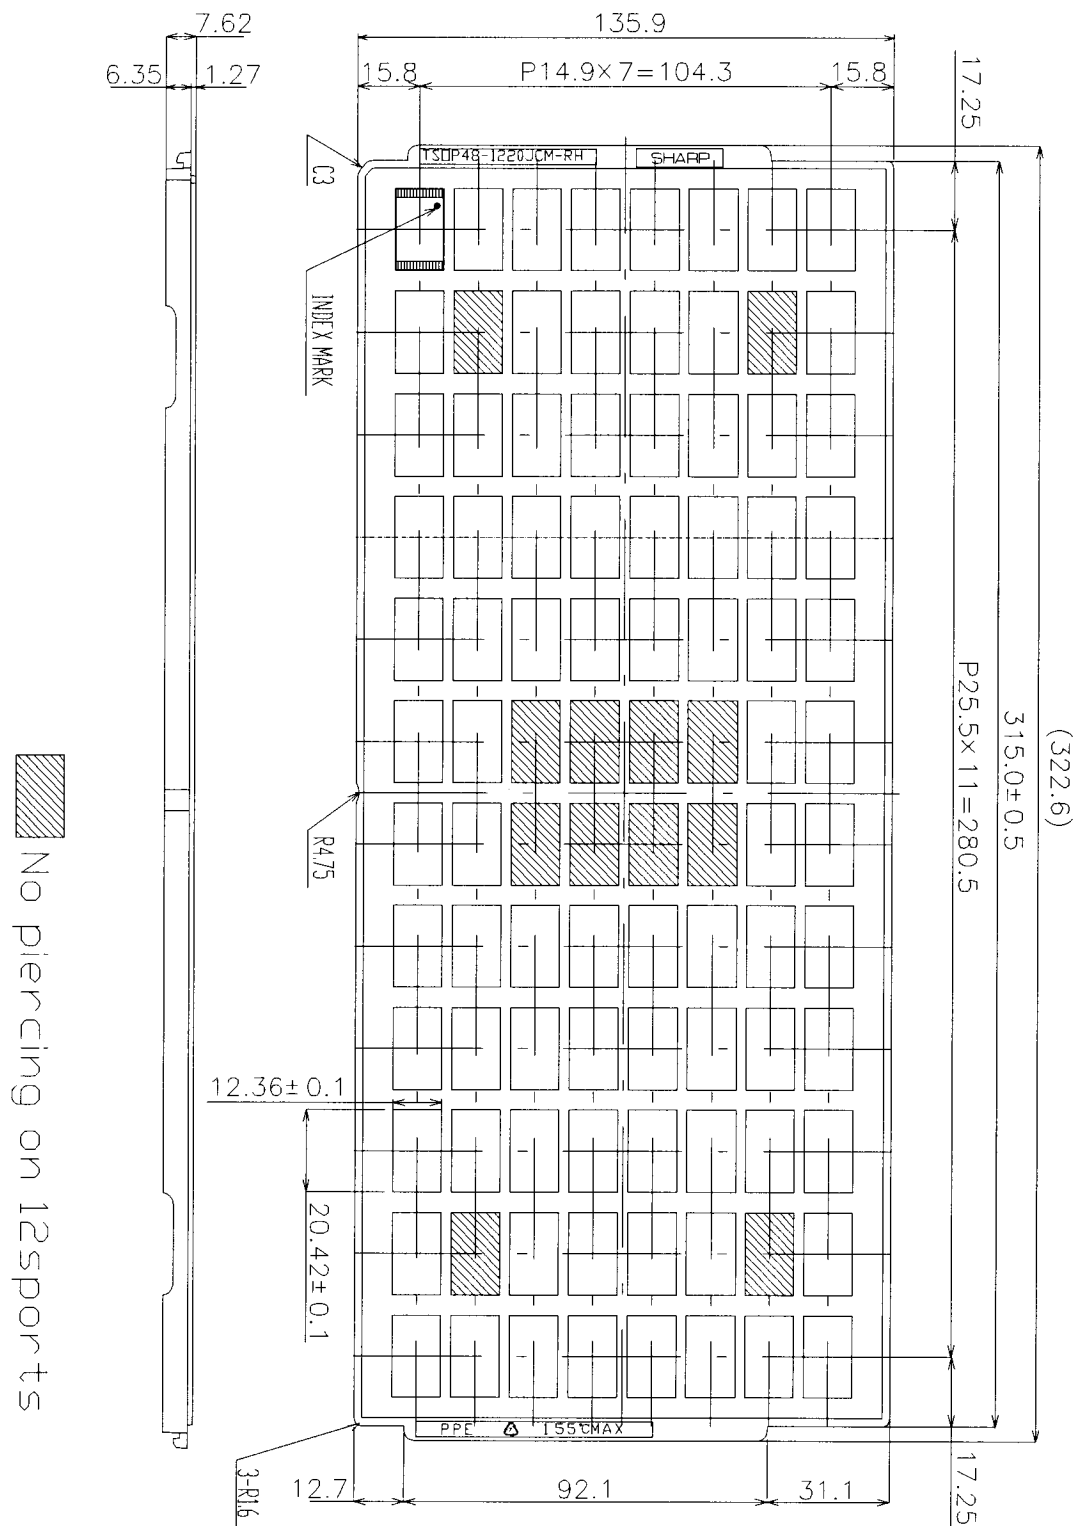 7.62
135.9
6.35
1.27
15.8
P14.9×7=104.3
15.8
17.25
TSOP48-1220JCM-RH
SHARP
C3
INDEX MARK
(322.6)
315.0±0.5
P25.5×11=280.5
R4.75
12.36±0.1
20.42±0.1
PPE
155℃MAX
3-R1.6
12.7
92.1
31.1
17.25
No piercing on 12sports